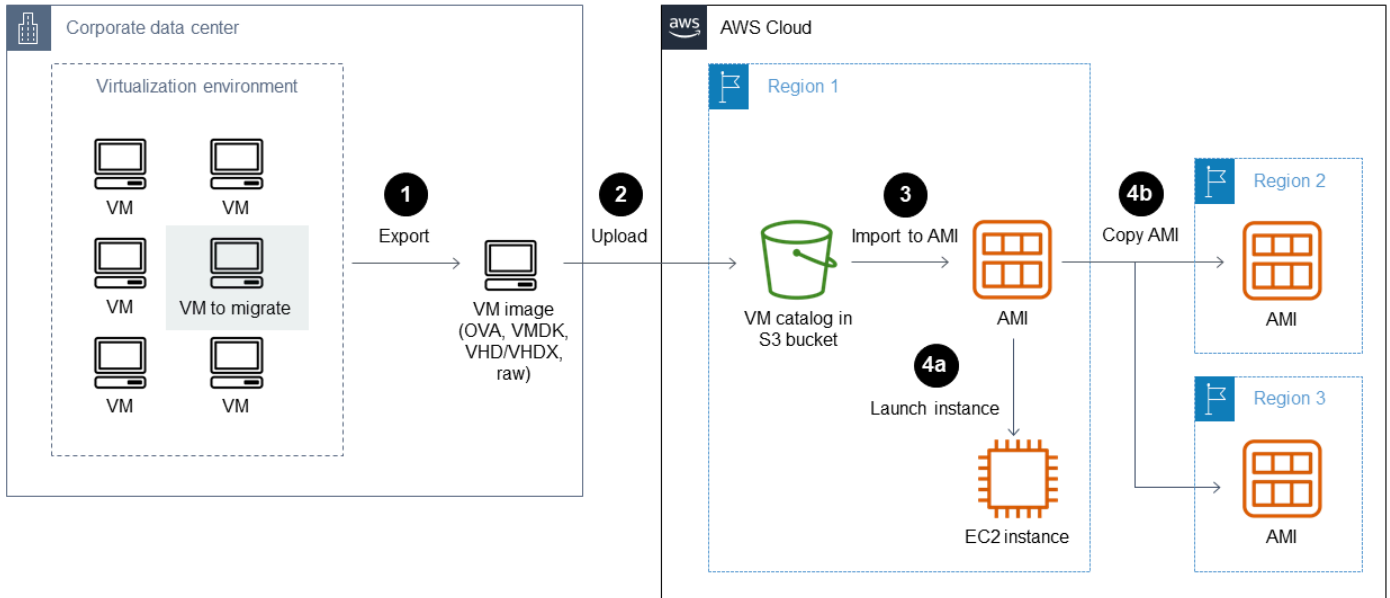 Corporate data center
Virtualization environment
VM
VM
VM
VM to migrate
VM
VM
1
Export
VM image
(OVA, VMDK,
VHD/VHDX,
raw)
2
Upload
aws
AWS Cloud
Region 1
VM catalog in
S3 bucket
3
Import to AMI
AMI
4a
Launch instance
EC2 instance
4b
Copy AMI
Region 2
AMI
Region 3
AMI